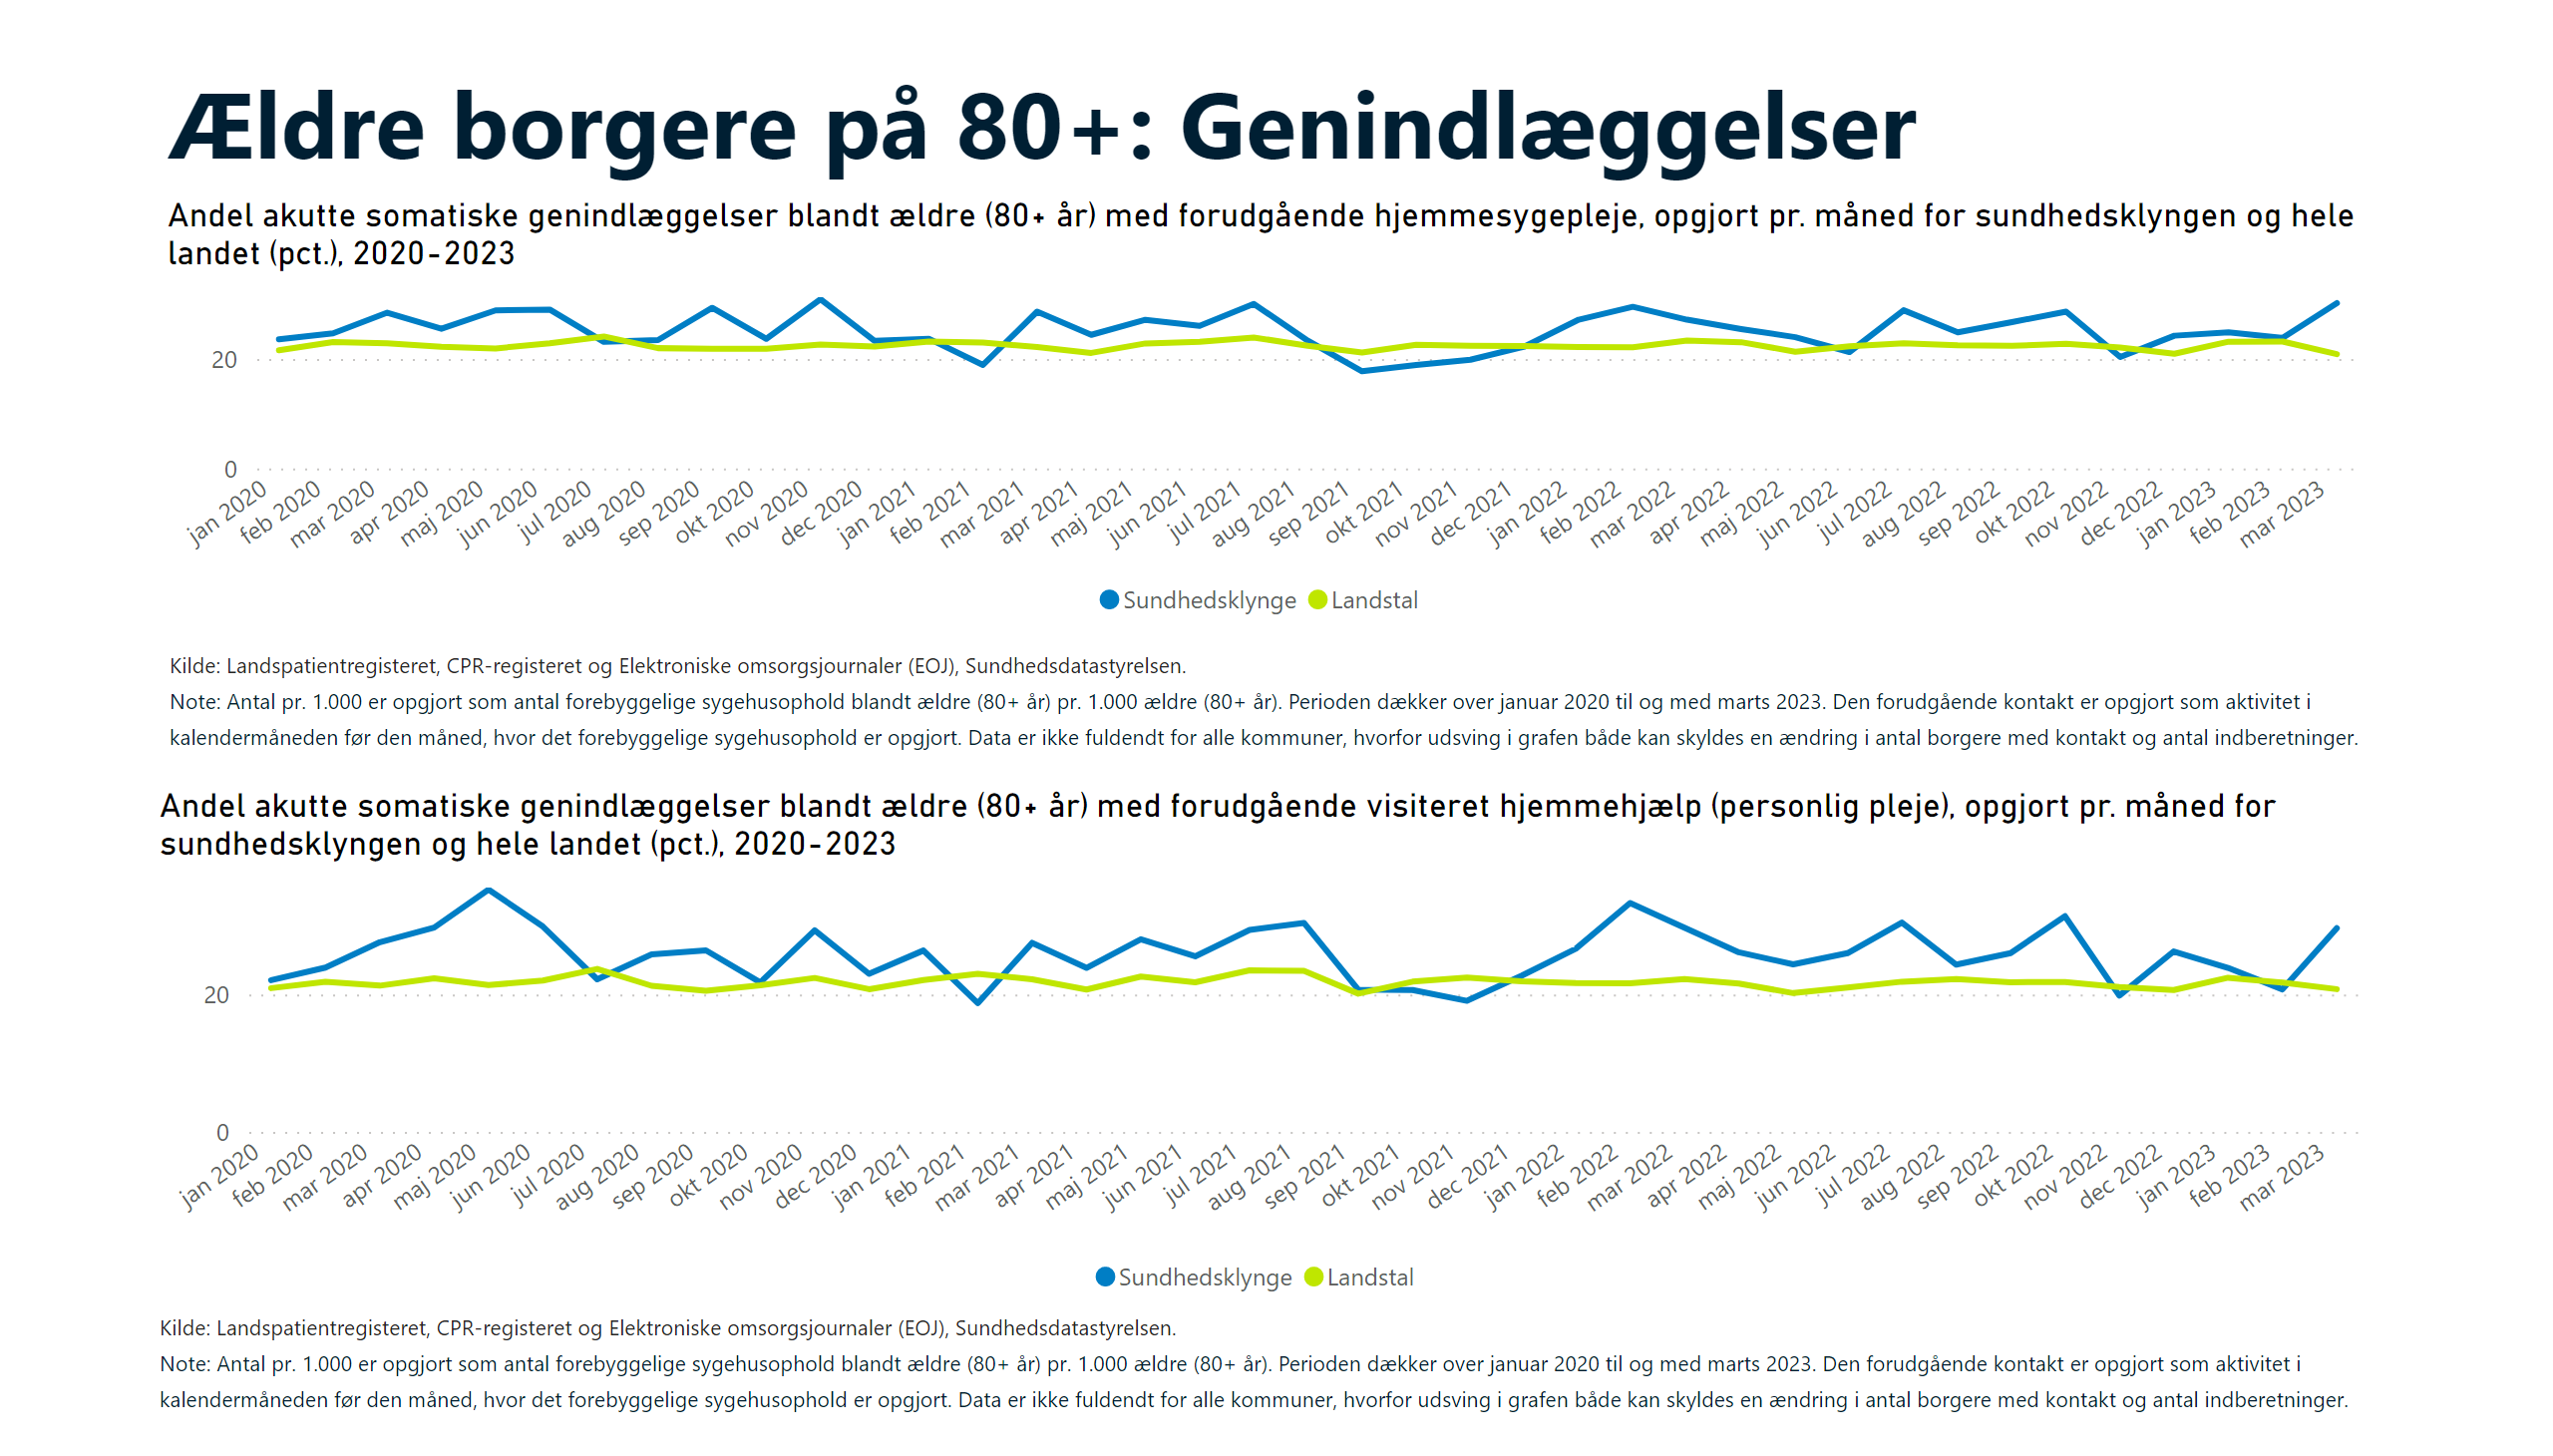 Ældre borgere på 80+: Genindlæggelser
Andel akutte somatiske genindlæggelser blandt ældre (80+ år) med forudgående hjemmesygepleje, opgjort pr. måned for sundhedsklyngen og hele
landet (pct.), 2020-2023
20
0
jan 2020
feb 2020
mar 2020
apr 2020
maj 2020
jun 2020
jul 2020
aug 2020
sep 2020
okt 2020
nov 2020
dec 2020
jan 2021
feb 2021
mar 2021
apr 2021
maj 2021
jun 2021
jul 2021
aug 2021
sep 2021
okt 2021
nov 2021
dec 2021
jan 2022
feb 2022
mar 2022
apr 2022
maj 2022
jun 2022
jul 2022
aug 2022
sep 2022
okt 2022
nov 2022
dec 2022
jan 2023
feb 2023
mar 2023
Sundhedsklynge Landstal
Kilde: Landspatientregisteret, CPR-registeret og Elektroniske omsorgsjournaler (EOJ), Sundhedsdatastyrelsen.
Note: Antal pr. 1.000 er opgjort som antal forebyggelige sygehusophold blandt ældre (80+ år) pr. 1.000 ældre (80+ år). Perioden dækker over januar 2020 til og med marts 2023. Den forudgående kontakt er opgjort som aktivitet i
kalendermåneden før den måned, hvor det forebyggelige sygehusophold er opgjort. Data er ikke fuldendt for alle kommuner, hvorfor udsving i grafen både kan skyldes en ændring i antal borgere med kontakt og antal indberetninger.
Andel akutte somatiske genindlæggelser blandt ældre (80+ år) med forudgående visiteret hjemmehjælp (personlig pleje), opgjort pr. måned for
sundhedsklyngen og hele landet (pct.), 2020-2023
20
0
jan 2020
feb 2020
mar 2020
apr 2020
maj 2020
jun 2020
jul 2020
aug 2020
sep 2020
okt 2020
nov 2020
dec 2020
jan 2021
feb 2021
mar 2021
apr 2021
maj 2021
jun 2021
jul 2021
aug 2021
sep 2021
okt 2021
nov 2021
dec 2021
jan 2022
feb 2022
mar 2022
apr 2022
maj 2022
jun 2022
jul 2022
aug 2022
sep 2022
okt 2022
nov 2022
dec 2022
jan 2023
feb 2023
mar 2023
Sundhedsklynge Landstal
Kilde: Landspatientregisteret, CPR-registeret og Elektroniske omsorgsjournaler (EOJ), Sundhedsdatastyrelsen.
Note: Antal pr. 1.000 er opgjort som antal forebyggelige sygehusophold blandt ældre (80+ år) pr. 1.000 ældre (80+ år). Perioden dækker over januar 2020 til og med marts 2023. Den forudgående kontakt er opgjort som aktivitet i
kalendermåneden før den måned, hvor det forebyggelige sygehusophold er opgjort. Data er ikke fuldendt for alle kommuner, hvorfor udsving i grafen både kan skyldes en ændring i antal borgere med kontakt og antal indberetninger.